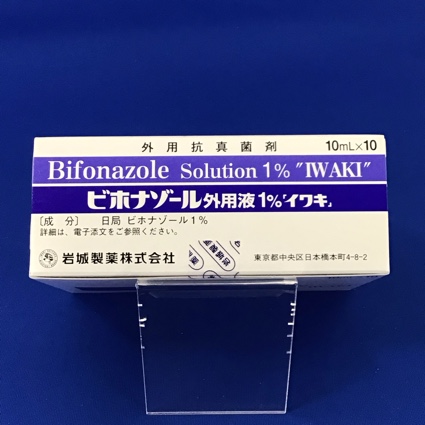 外用抗真菌剤 10mL×10
Bifonazole Solution 1% "IWAKI"
ビホナゾール外用液1%「イワキ」
〔成 分〕 日局 ビホナゾール1%
詳細は、電子添文をご参照ください。
岩城製薬株式会社 東京都中央区日本橋本町4-8-2